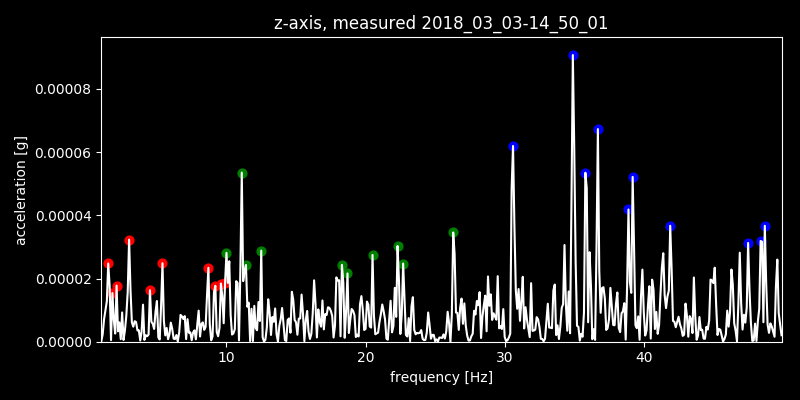 z-axis, measured 2018_03_03-14_50_01
0.00008
0.00006
0.00004
0.00002
0.00000
acceleration [g]
10 20 30 40
frequency [Hz]